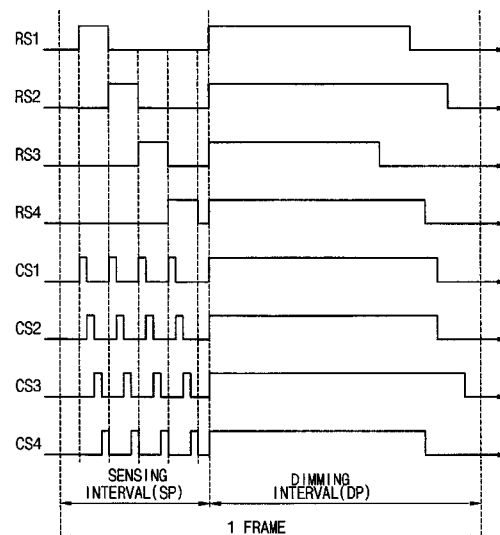 RS1
RS2
RS3
RS4
CS1
CS2
CS3
CS4
SENSING
INTERVAL(SP)
DIMMING
INTERVAL(DP)
1 FRAME